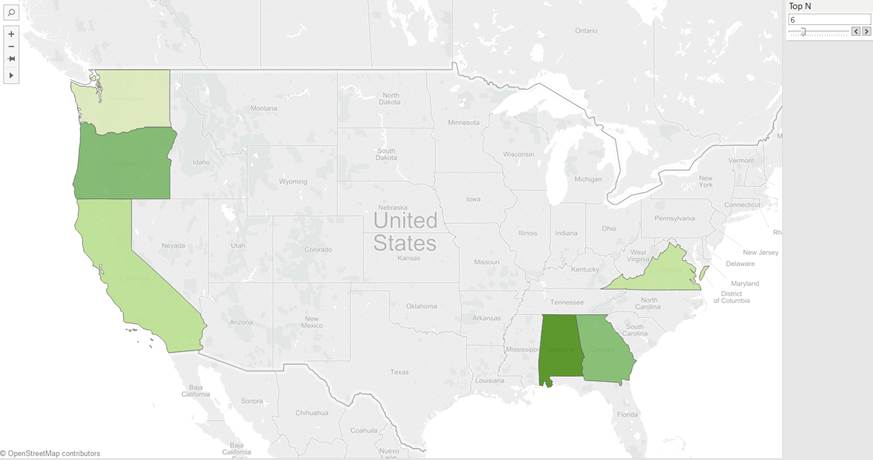 Top N
6
Ontario
Montana
North
Dakota
Minnesota
South
Dakota
Wisconsin
Michigan
Idaho
Wyoming
Vermont
New
York
Connecticut
Rh
Iowa
Nebraska
Pennsylvania
United
States
Illinois
Indiana
Ohio
Nevada
Utah
Colorado
Kansas
Missouri
West
Virginia
New Jersey
Delaware
Maryland
District
of Columbia
Kentucky
Tennessee
North
Carolina
Arizona
New
Mexico
Oklahoma
Arkansas
South
Carolina
Mississippi
Texas
Louisiana
Florida
Baja
California
Sonora
Chihuahua
Coahuila
Baja
California
Sur
Nuevo
León
© OpenStreetMap contributors